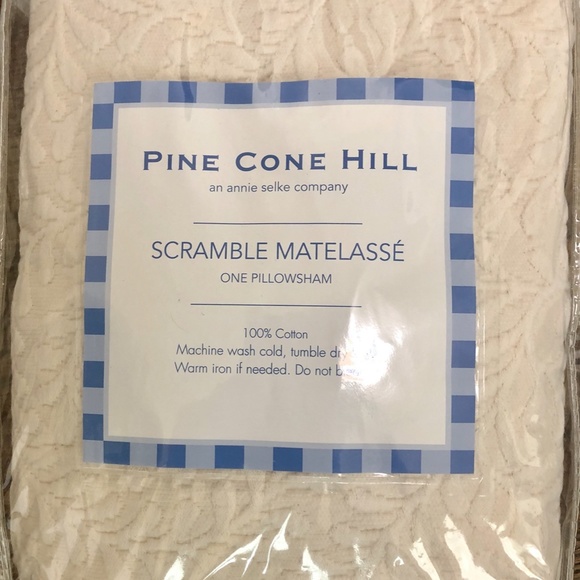 PINE CONE HILL
an annie selke company
SCRAMBLE MATELASSÉ
ONE PILLOWSHAM
100% Cotton
Machine wash cold, tumble dry
Warm iron if needed. Do not